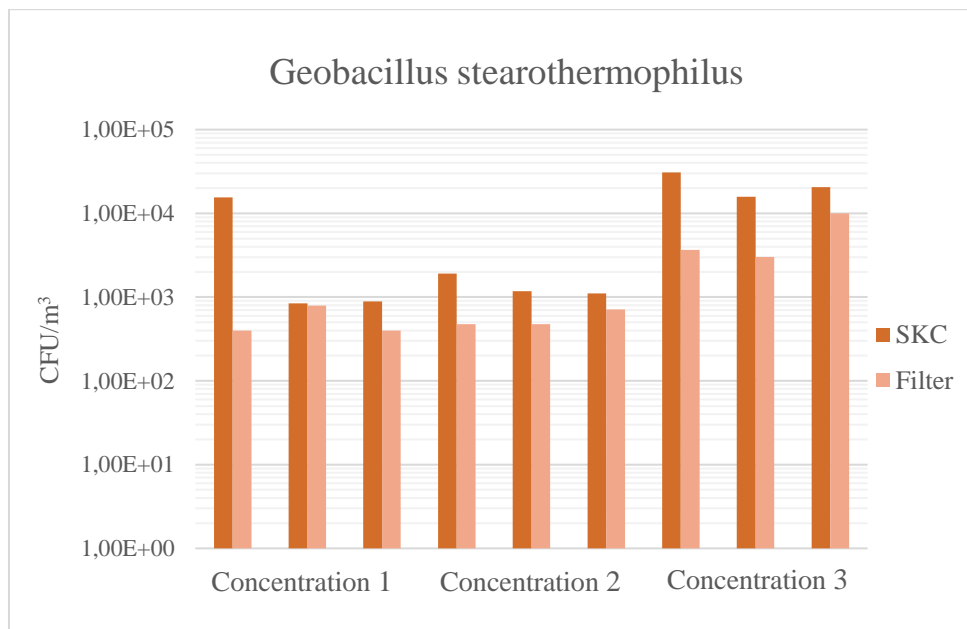 Geobacillus stearothermophilus
1,00E+05
1,00E+04
1,00E+03
1,00E+02
1,00E+01
1,00E+00
CFU/m³
Concentration 1
Concentration 2
Concentration 3
SKC
Filter